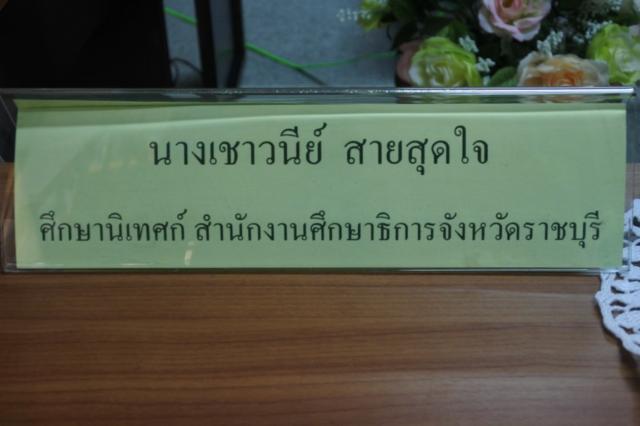 นางเชาวนีย์ สายสุดใจ
ศึกษานิเทศก์ สำนักงานศึกษาธิการจังหวัดราชบุรี